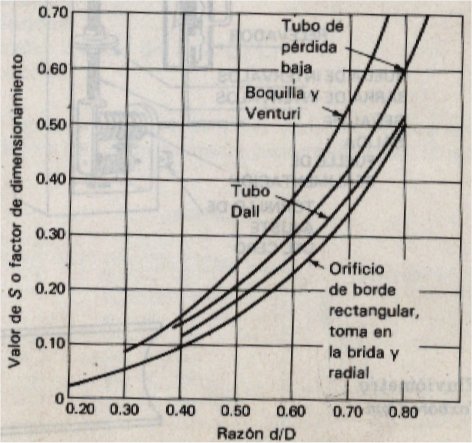 0.70
0.60
0.50
0.40
0.30
0.20
0.10
0
Valor de S o factor de dimensionamiento
Tubo de
pérdida
baja
Boquilla y
Venturi
Tubo
Dall
Orificio
de borde
rectangular,
toma en
la brida y
radial
0.20 0.30 0.40 0.50 0.60 0.70 0.80
Razón d/D